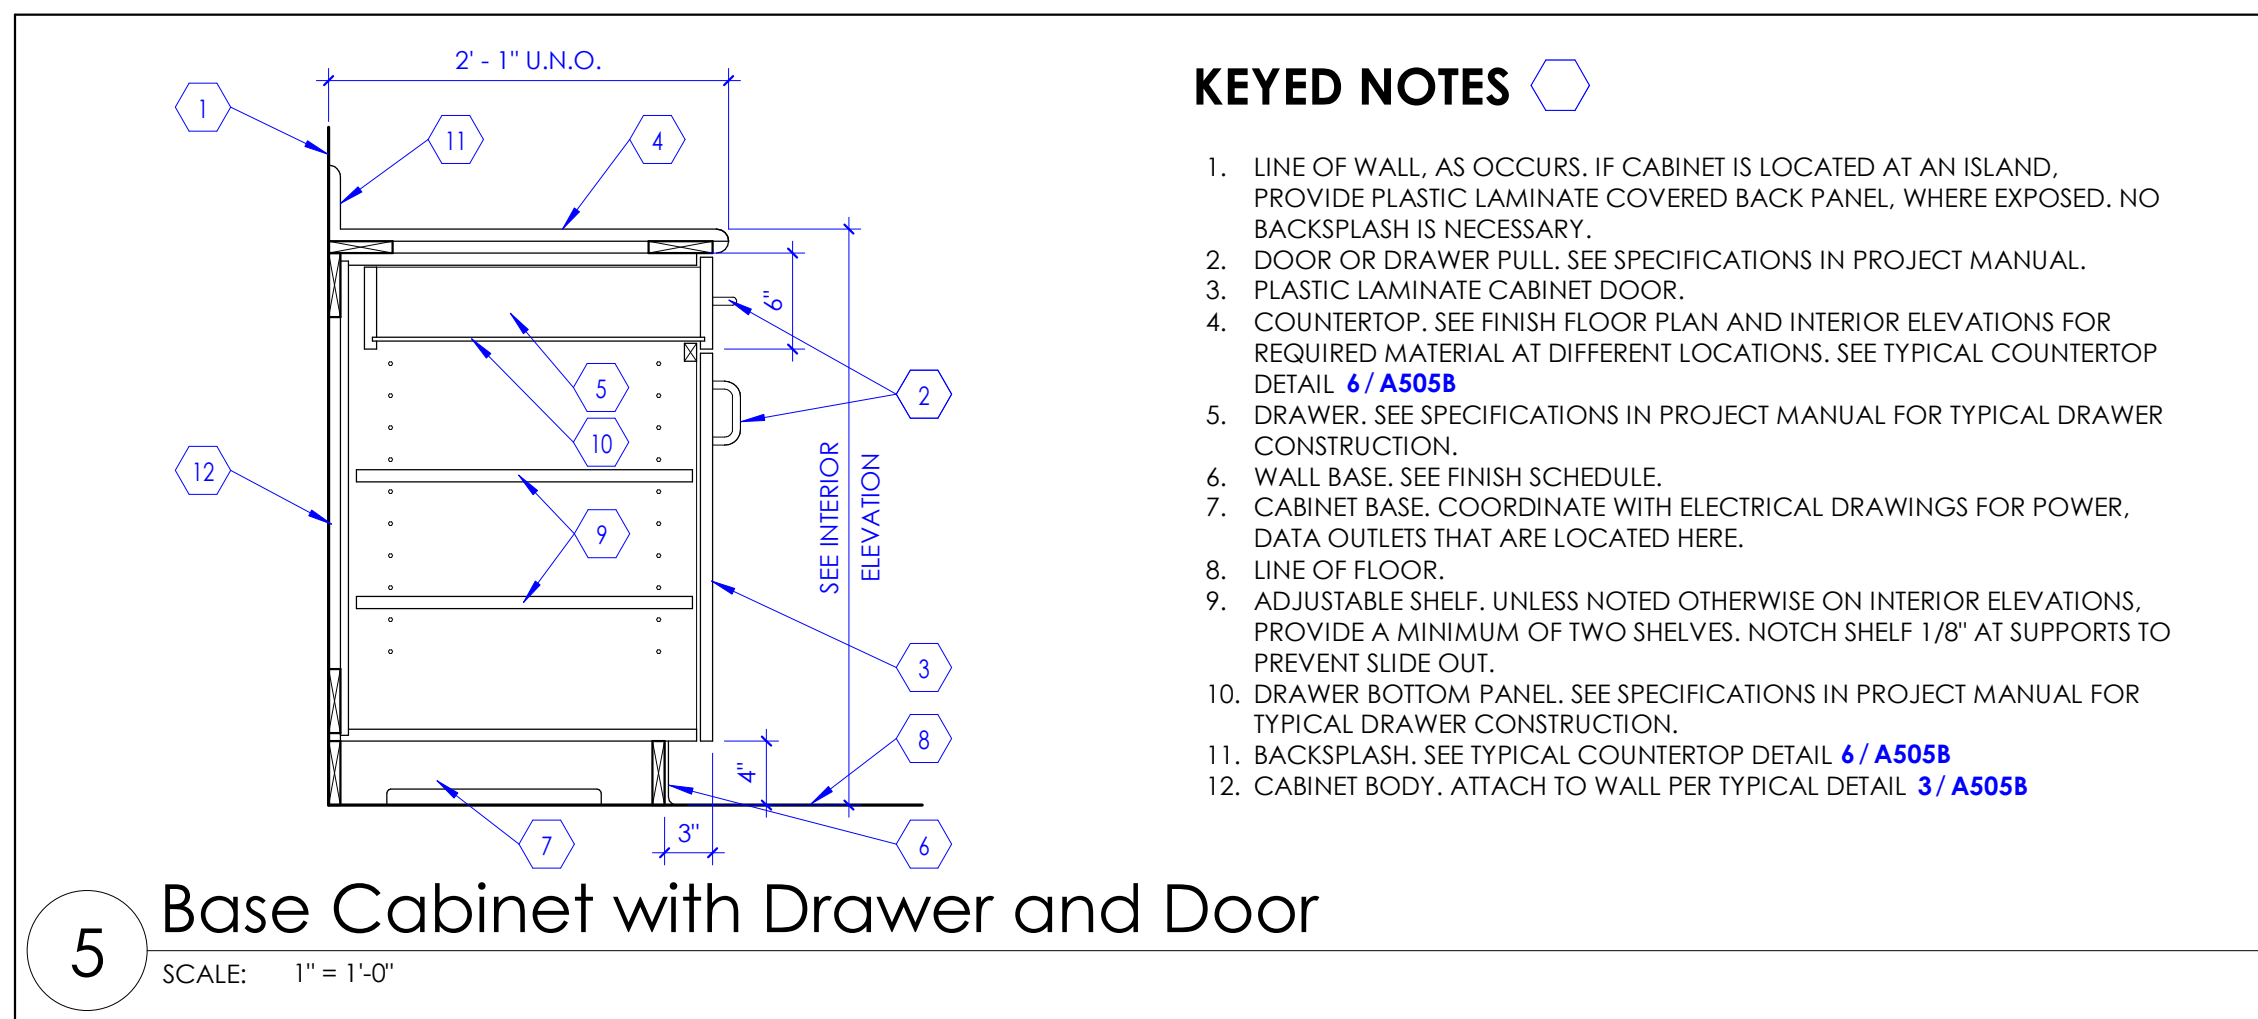 2' - 1" U.N.O.
1
11
4
6"
5
2
10
12
SEE INTERIOR
ELEVATION
9
3
8
4"
3"
7
6
KEYED NOTES
1. LINE OF WALL, AS OCCURS. IF CABINET IS LOCATED AT AN ISLAND,
PROVIDE PLASTIC LAMINATE COVERED BACK PANEL, WHERE EXPOSED. NO
BACKSPLASH IS NECESSARY.
2. DOOR OR DRAWER PULL. SEE SPECIFICATIONS IN PROJECT MANUAL.
3. PLASTIC LAMINATE CABINET DOOR.
4. COUNTERTOP. SEE FINISH FLOOR PLAN AND INTERIOR ELEVATIONS FOR
REQUIRED MATERIAL AT DIFFERENT LOCATIONS. SEE TYPICAL COUNTERTOP
DETAIL 6 / A505B
5. DRAWER. SEE SPECIFICATIONS IN PROJECT MANUAL FOR TYPICAL DRAWER
CONSTRUCTION.
6. WALL BASE. SEE FINISH SCHEDULE.
7. CABINET BASE. COORDINATE WITH ELECTRICAL DRAWINGS FOR POWER,
DATA OUTLETS THAT ARE LOCATED HERE.
8. LINE OF FLOOR.
9. ADJUSTABLE SHELF. UNLESS NOTED OTHERWISE ON INTERIOR ELEVATIONS,
PROVIDE A MINIMUM OF TWO SHELVES. NOTCH SHELF 1/8" AT SUPPORTS TO
PREVENT SLIDE OUT.
10. DRAWER BOTTOM PANEL. SEE SPECIFICATIONS IN PROJECT MANUAL FOR
TYPICAL DRAWER CONSTRUCTION.
11. BACKSPLASH. SEE TYPICAL COUNTERTOP DETAIL 6 / A505B
12. CABINET BODY. ATTACH TO WALL PER TYPICAL DETAIL 3 / A505B
5
Base Cabinet with Drawer and Door
SCALE: 1" = 1'-0"